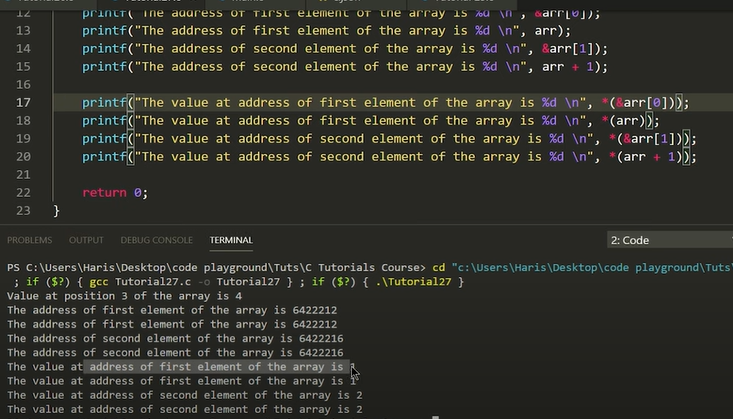 12 printf("The address of first element of the array is %d \n", &arr[0]);
13 printf("The address of first element of the array is %d \n", arr);
14 printf("The address of second element of the array is %d \n", &arr[1]);
15 printf("The address of second element of the array is %d \n", arr + 1);
16
17 printf("The value at address of first element of the array is %d \n", *(&arr[0]));
18 printf("The value at address of first element of the array is %d \n", *(arr));
19 printf("The value at address of second element of the array is %d \n", *(&arr[1]));
20 printf("The value at address of second element of the array is %d \n", *(arr + 1));
21
22 return 0;
23 }
PROBLEMS OUTPUT DEBUG CONSOLE TERMINAL 2: Code
PS C:\Users\Haris\Desktop\code playground\Tuts\C Tutorials Course> cd "c:\Users\Haris\Desktop\code playground\Tuts
; if ($?) { gcc Tutorial27.c -o Tutorial27 } ; if ($?) { .\Tutorial27 }
Value at position 3 of the array is 4
The address of first element of the array is 6422212
The address of first element of the array is 6422212
The address of second element of the array is 6422216
The address of second element of the array is 6422216
The value at address of first element of the array is 1
The value at address of first element of the array is 1
The value at address of second element of the array is 2
The value at address of second element of the array is 2